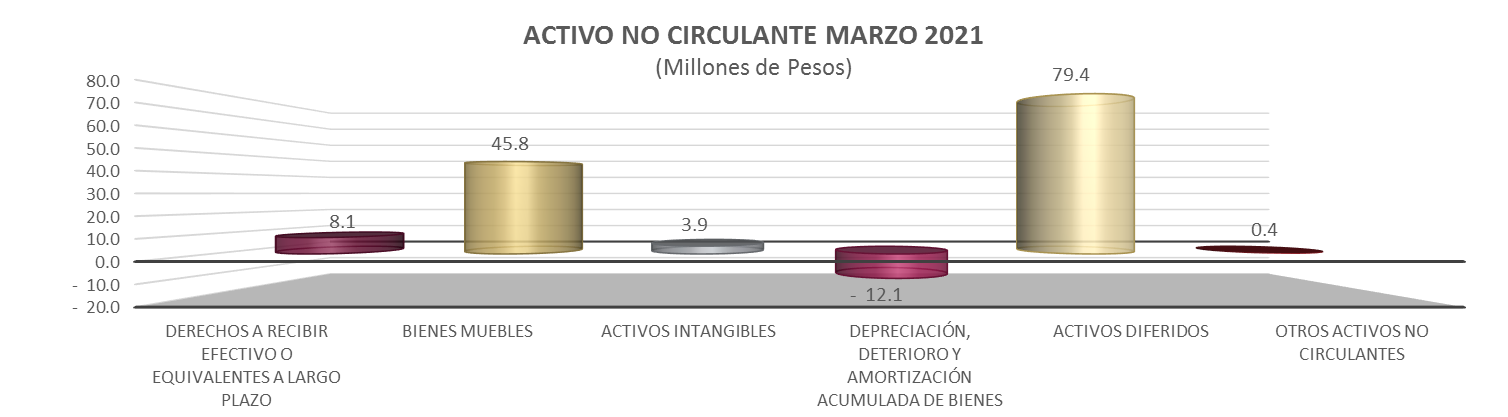 ACTIVO NO CIRCULANTE MARZO 2021
(Millones de Pesos)
80.0
70.0
60.0
50.0
40.0
30.0
20.0
10.0
0.0
- 10.0
- 20.0
8.1
45.8
3.9
- 12.1
79.4
0.4
DERECHOS A RECIBIR
EFECTIVO O
EQUIVALENTES A LARGO
PLAZO
BIENES MUEBLES
ACTIVOS INTANGIBLES
DEPRECIACIÓN,
DETERIORO Y
AMORTIZACIÓN
ACUMULADA DE BIENES
ACTIVOS DIFERIDOS
OTROS ACTIVOS NO
CIRCULANTES